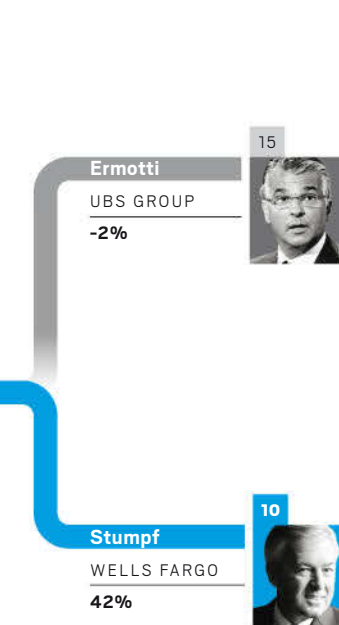 15
Ermotti
UBS GROUP
-2%
10
Stumpf
WELLS FARGO
42%